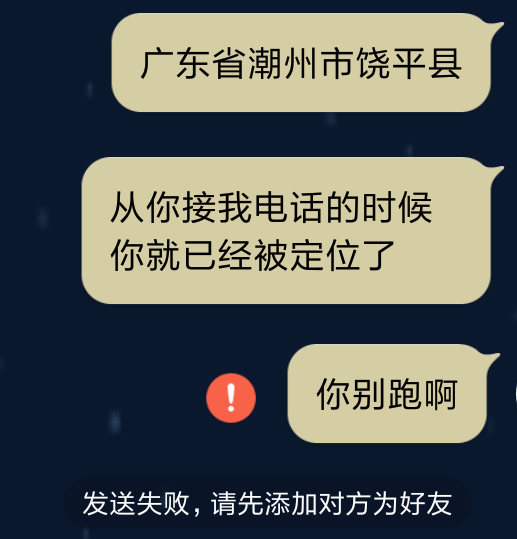 广东省潮州市饶平县
从你接我电话的时候
你就已经被定位了
你别跑啊
发送失败，请先添加对方为好友